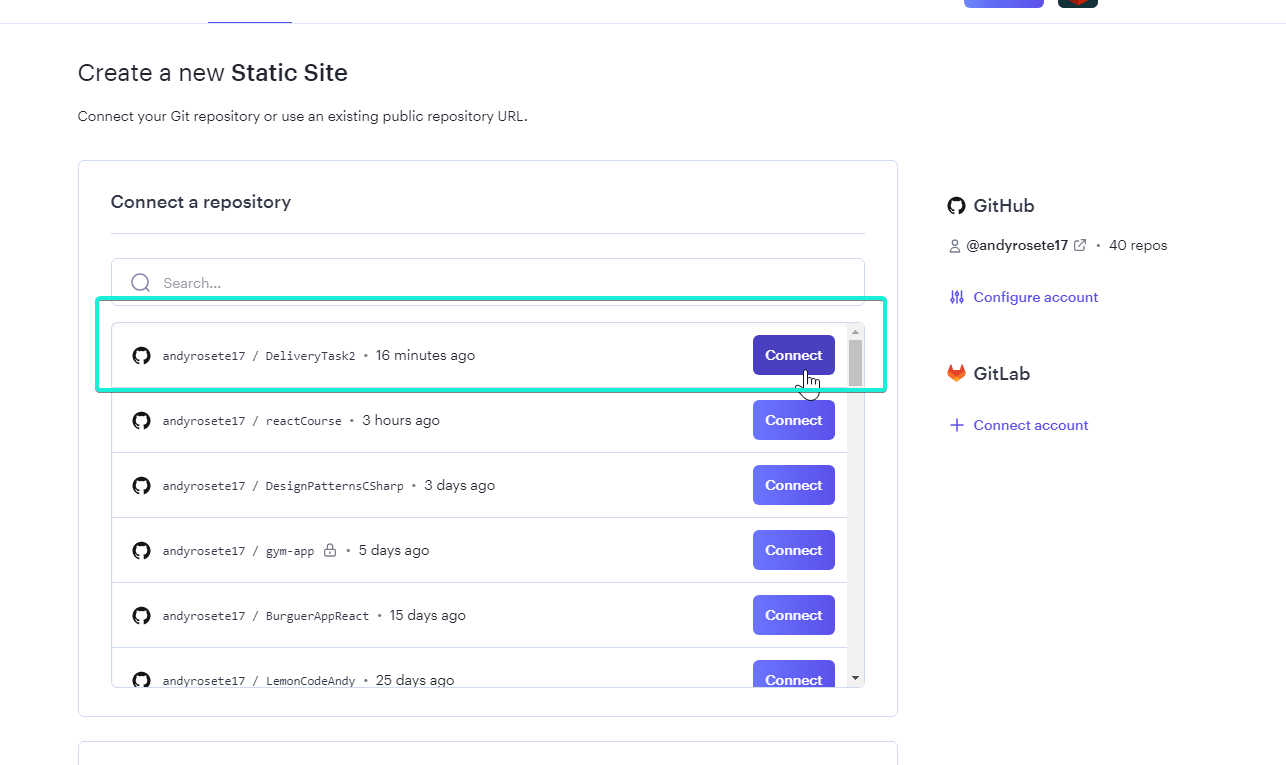 Create a new Static Site
Connect your Git repository or use an existing public repository URL.
Connect a repository
Search...
andyrosete17 / DeliveryTask2 • 16 minutes ago Connect
andyrosete17 / reactCourse • 3 hours ago Connect
andyrosete17 / DesignPatternsCSharp • 3 days ago Connect
andyrosete17 / gym-app • 5 days ago Connect
andyrosete17 / BurguerAppReact • 15 days ago Connect
andyrosete17 / LemonCodeAndy • 25 days ago Connect
GitHub
@andyrosete17 • 40 repos
Configure account
GitLab
Connect account